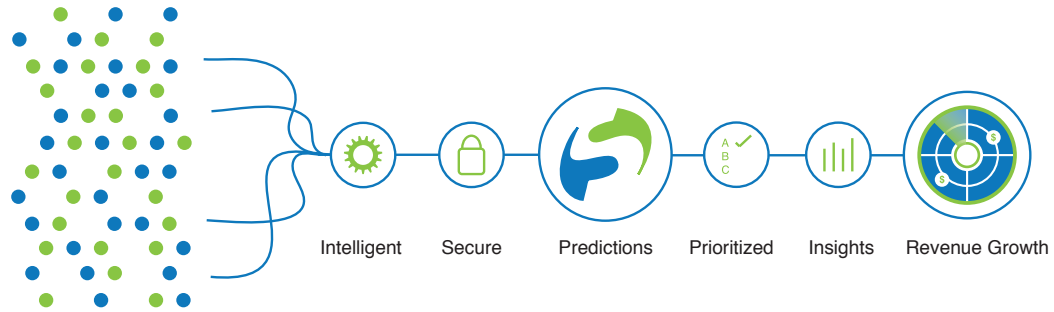 A
B
C
$
$
Intelligent
Secure
Predictions
Prioritized
Insights
Revenue Growth